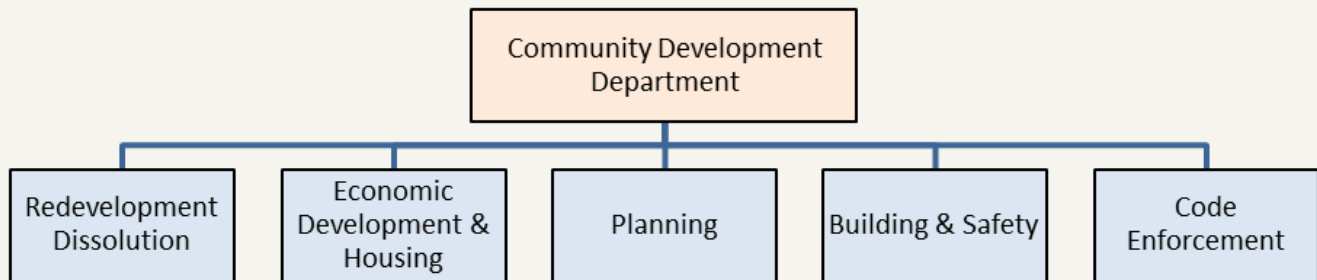 Community Development
Department
Redevelopment
Dissolution
Economic
Development &
Housing
Planning
Building & Safety
Code
Enforcement